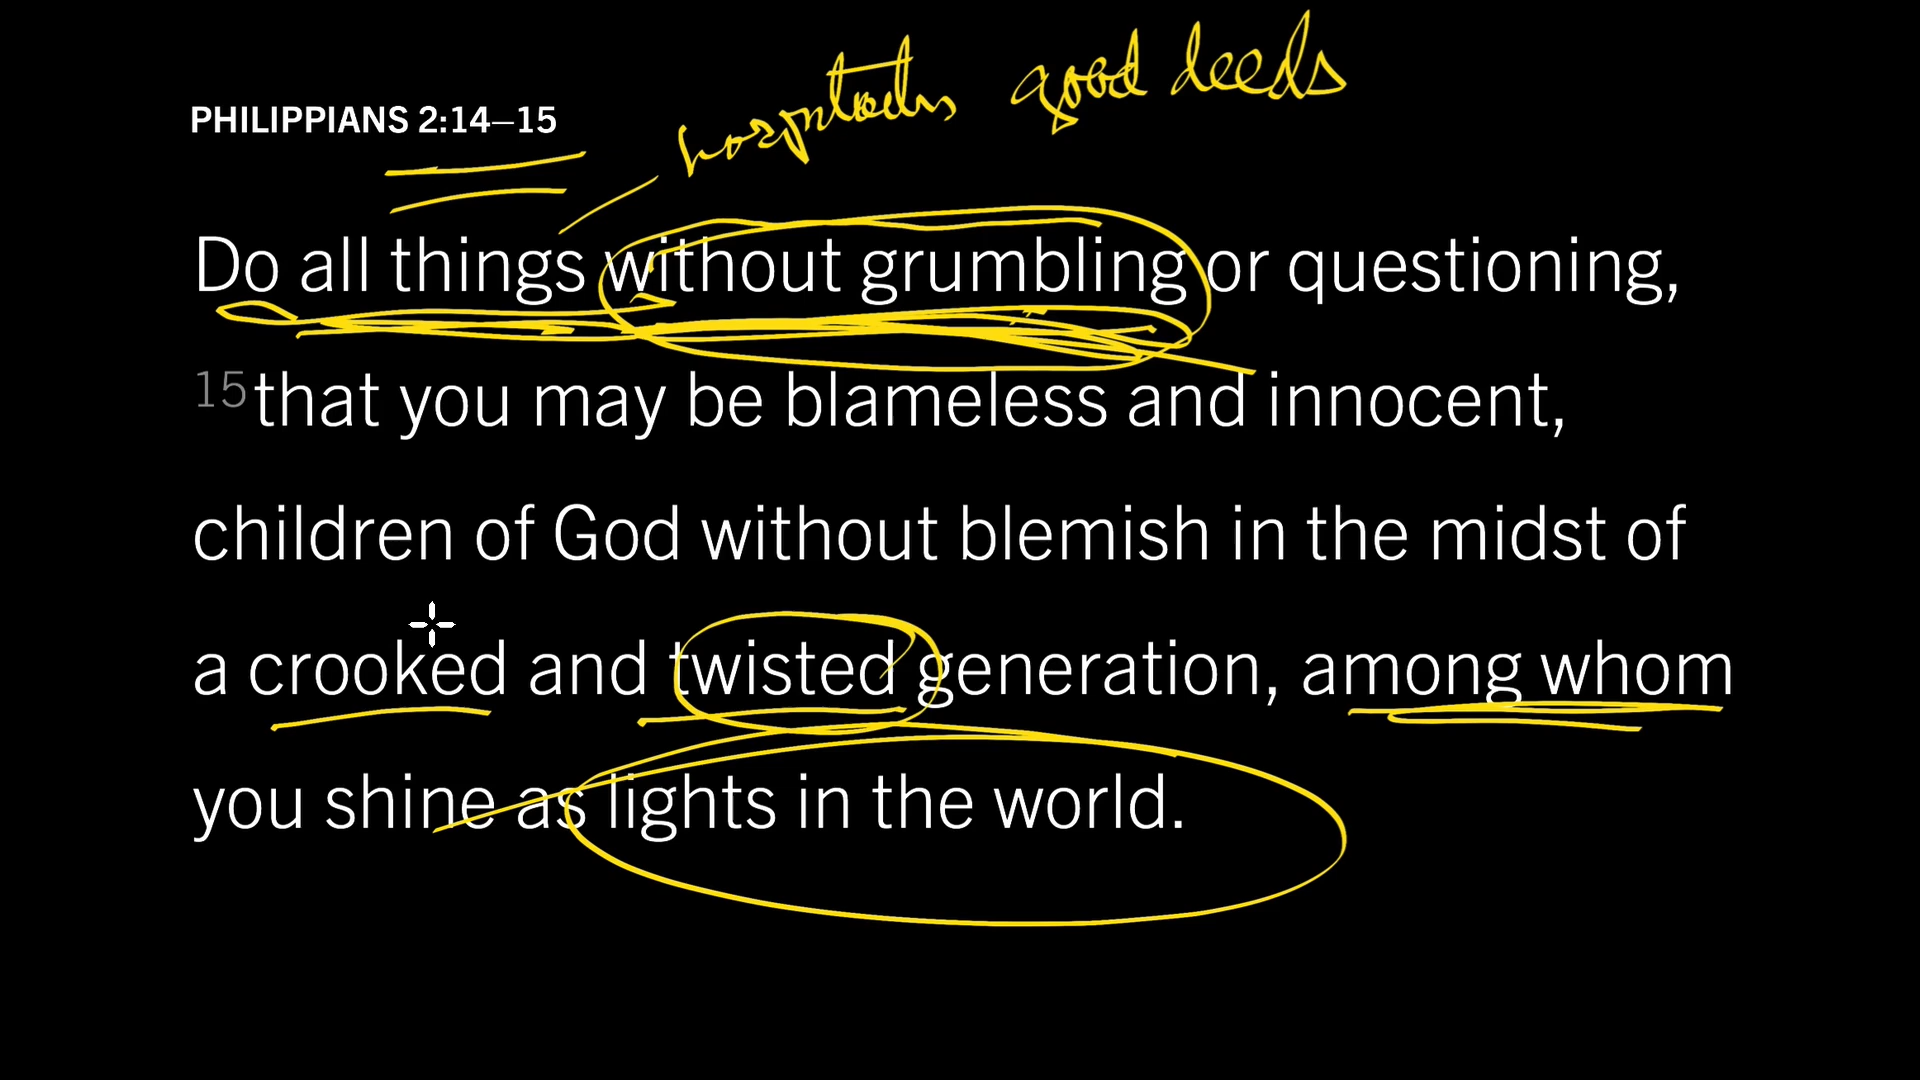 good deeds
PHILIPPIANS 2:14–15
Do all things without grumbling or questioning,
15 that you may be blameless and innocent,
children of God without blemish in the midst of
a crooked and twisted generation, among whom
you shine as lights in the world.